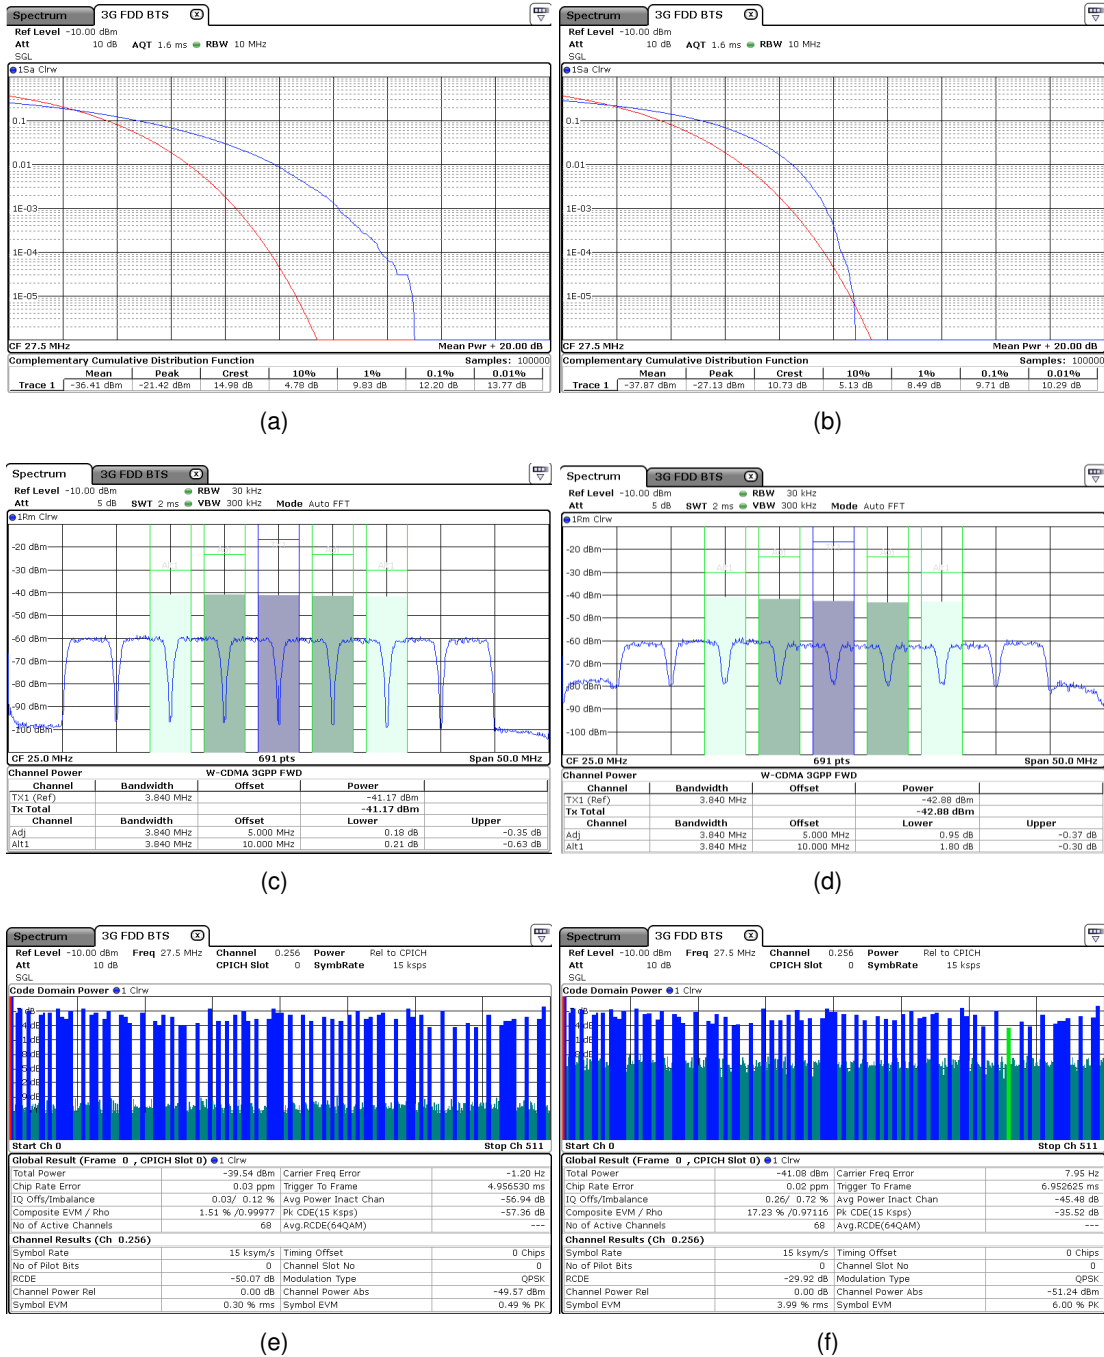 Spectrum 3G FDD BTS X
Ref Level -10.00 dBm
Att 10 dB AQT 1.6 ms RBW 10 MHz
SGL
1Sa Clrw
0.1
0.01
1E-03
1E-04
1E-05
CF 27.5 MHz Mean Pwr + 20.00 dB
Complementary Cumulative Distribution Function Samples: 100000
Mean Peak Crest 10% 1% 0.1% 0.01%
Trace 1 -36.41 dBm -21.42 dBm 14.98 dB 4.78 dB 9.83 dB 12.20 dB 13.77 dB
(a)
Spectrum 3G FDD BTS X
Ref Level -10.00 dBm
Att 10 dB AQT 1.6 ms RBW 10 MHz
SGL
1Sa Clrw
0.1
0.01
1E-03
1E-04
1E-05
CF 27.5 MHz Mean Pwr + 20.00 dB
Complementary Cumulative Distribution Function Samples: 100000
Mean Peak Crest 10% 1% 0.1% 0.01%
Trace 1 -37.87 dBm -27.13 dBm 10.73 dB 5.13 dB 8.49 dB 9.71 dB 10.29 dB
(b)
Spectrum 3G FDD BTS X
Ref Level -10.00 dBm RBW 30 kHz
Att 5 dB SWT 2 ms VBW 300 kHz Mode Auto FFT
1Rm Clrw
-20 dBm
-30 dBm
-40 dBm
-50 dBm
-60 dBm
-70 dBm
-80 dBm
-90 dBm
-100 dBm
CF 25.0 MHz 691 pts Span 50.0 MHz
Channel Power W-CDMA 3GPP FWD
Channel Bandwidth Offset Power
TX1 (Ref) 3.840 MHz -41.17 dBm
Tx Total -41.17 dBm
Channel Bandwidth Offset Lower Upper
Adj 3.840 MHz 5.000 MHz 0.18 dB -0.35 dB
Alt1 3.840 MHz 10.000 MHz 0.21 dB -0.63 dB
(c)
Spectrum 3G FDD BTS X
Ref Level -10.00 dBm RBW 30 kHz
Att 5 dB SWT 2 ms VBW 300 kHz Mode Auto FFT
1Rm Clrw
-20 dBm
-30 dBm
-40 dBm
-50 dBm
-60 dBm
-70 dBm
-80 dBm
-90 dBm
-100 dBm
CF 25.0 MHz 691 pts Span 50.0 MHz
Channel Power W-CDMA 3GPP FWD
Channel Bandwidth Offset Power
TX1 (Ref) 3.840 MHz -42.88 dBm
Tx Total -42.88 dBm
Channel Bandwidth Offset Lower Upper
Adj 3.840 MHz 5.000 MHz 0.95 dB -0.37 dB
Alt1 3.840 MHz 10.000 MHz 1.80 dB -0.30 dB
(d)
Spectrum 3G FDD BTS X
Ref Level -10.00 dBm Freq 27.5 MHz Channel 0.256 Power Rel to CPICH
Att 10 dB CPICH Slot 0 SymbRate 15 ksps
SGL
Code Domain Power 1 Clrw
Start Ch 0 Stop Ch 511
Global Result (Frame 0 , CPICH Slot 0) 1 Clrw
Total Power -39.54 dBm Carrier Freq Error -1.20 Hz
Chip Rate Error 0.03 ppm Trigger To Frame 4.956530 ms
IQ Offs/Imbalance 0.03/ 0.12 % Avg Power Inact Chan -56.94 dB
Composite EVM / Rho 1.51 % /0.99977 Pk CDE(15 Ksps) -57.36 dB
No of Active Channels 68 Avg.RCDE(64QAM) ---
Channel Results (Ch 0.256)
Symbol Rate 15 ksym/s Timing Offset 0 Chips
No of Pilot Bits 0 Channel Slot No 0
RCDE -50.07 dB Modulation Type QPSK
Channel Power Rel 0.00 dB Channel Power Abs -49.57 dBm
Symbol EVM 0.30 % rms Symbol EVM 0.49 % PK
(e)
Spectrum 3G FDD BTS X
Ref Level -10.00 dBm Freq 27.5 MHz Channel 0.256 Power Rel to CPICH
Att 10 dB CPICH Slot 0 SymbRate 15 ksps
SGL
Code Domain Power 1 Clrw
Start Ch 0 Stop Ch 511
Global Result (Frame 0 , CPICH Slot 0) 1 Clrw
Total Power -41.08 dBm Carrier Freq Error 7.95 Hz
Chip Rate Error 0.02 ppm Trigger To Frame 6.952625 ms
IQ Offs/Imbalance 0.26/ 0.72 % Avg Power Inact Chan -45.48 dB
Composite EVM / Rho 17.23 % /0.97116 Pk CDE(15 Ksps) -35.52 dB
No of Active Channels 68 Avg.RCDE(64QAM) ---
Channel Results (Ch 0.256)
Symbol Rate 15 ksym/s Timing Offset 0 Chips
No of Pilot Bits 0 Channel Slot No 0
RCDE -29.92 dB Modulation Type QPSK
Channel Power Rel 0.00 dB Channel Power Abs -51.24 dBm
Symbol EVM 3.99 % rms Symbol EVM 6.00 % PK
(f)